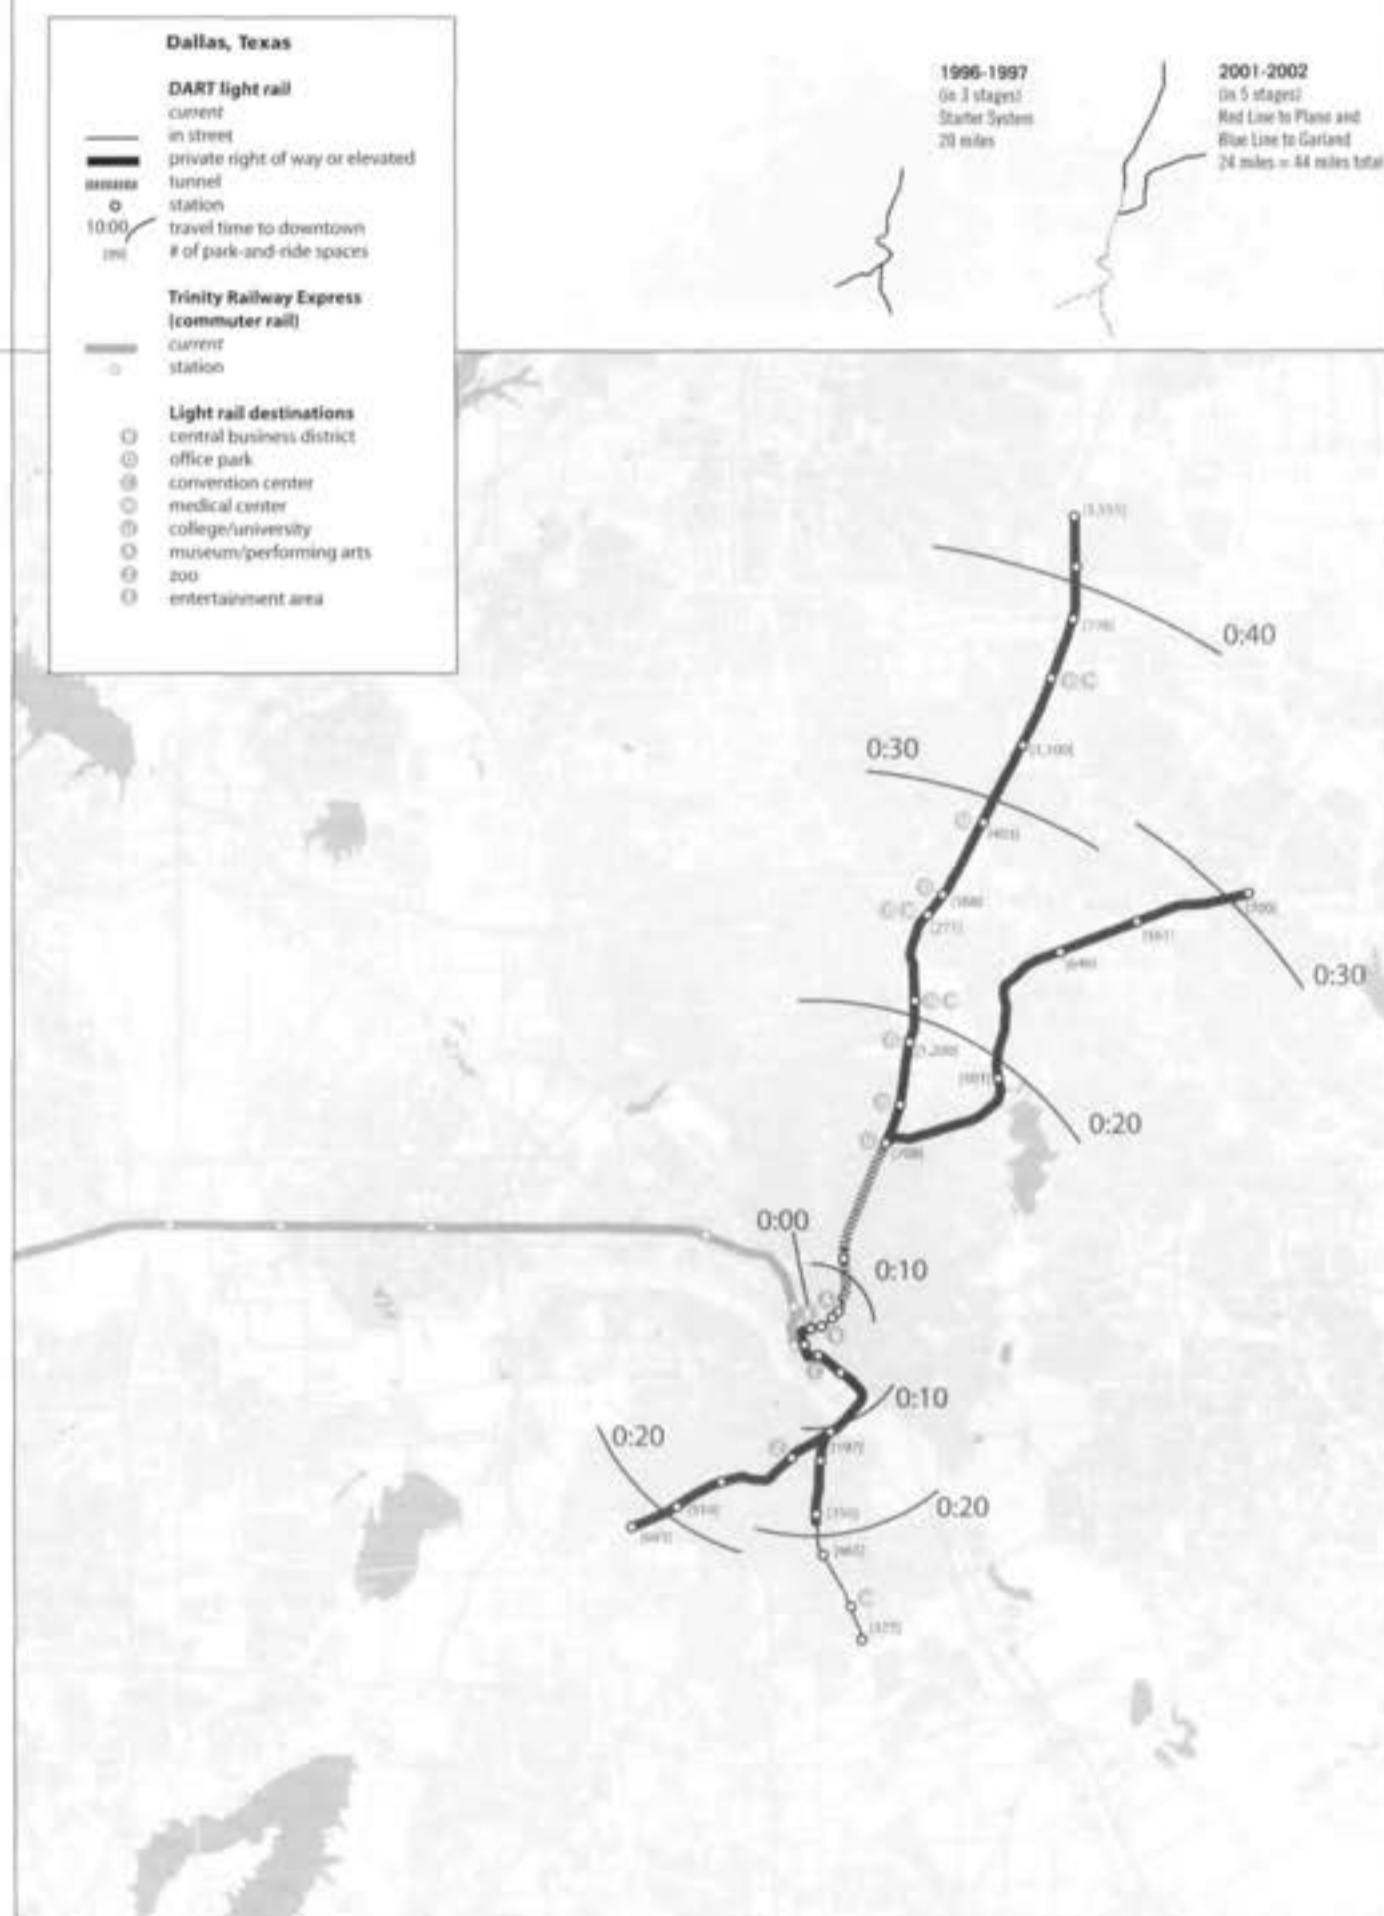 Dallas, Texas
DART light rail
current
in street
private right of way or elevated
tunnel
station
10:00 travel time to downtown
# of park-and-ride spaces
Trinity Railway Express
(commuter rail)
current
station
Light rail destinations
central business district
office park
convention center
medical center
college/university
museum/performing arts
zoo
entertainment area
1996-1997
(in 3 stages)
Starter System
20 miles
2001-2002
(in 5 stages)
Red Line to Plano and
Blue Line to Garland
24 miles = 44 miles total
0:40
0:30
[1,100]
0:30
0:20
[1,200]
0:00
0:10
0:10
0:20
0:20